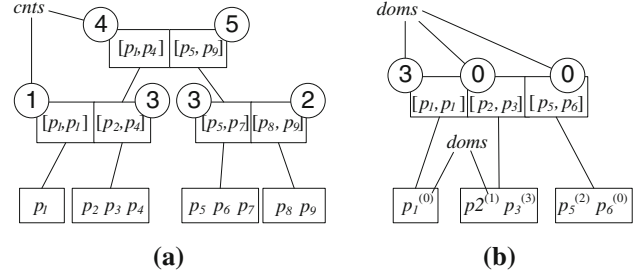 cnts
4 5
[p1,p4] [p5,p9]
1 3 3 2
[p1,p1] [p2,p4] [p5,p7] [p8,p9]
p1 p2 p3 p4 p5 p6 p7 p8 p9
(a)
doms
3 0 0
[p1,p1] [p2,p3] [p5,p6]
doms
p1(0) p2(1) p3(3) p5(2) p6(0)
(b)